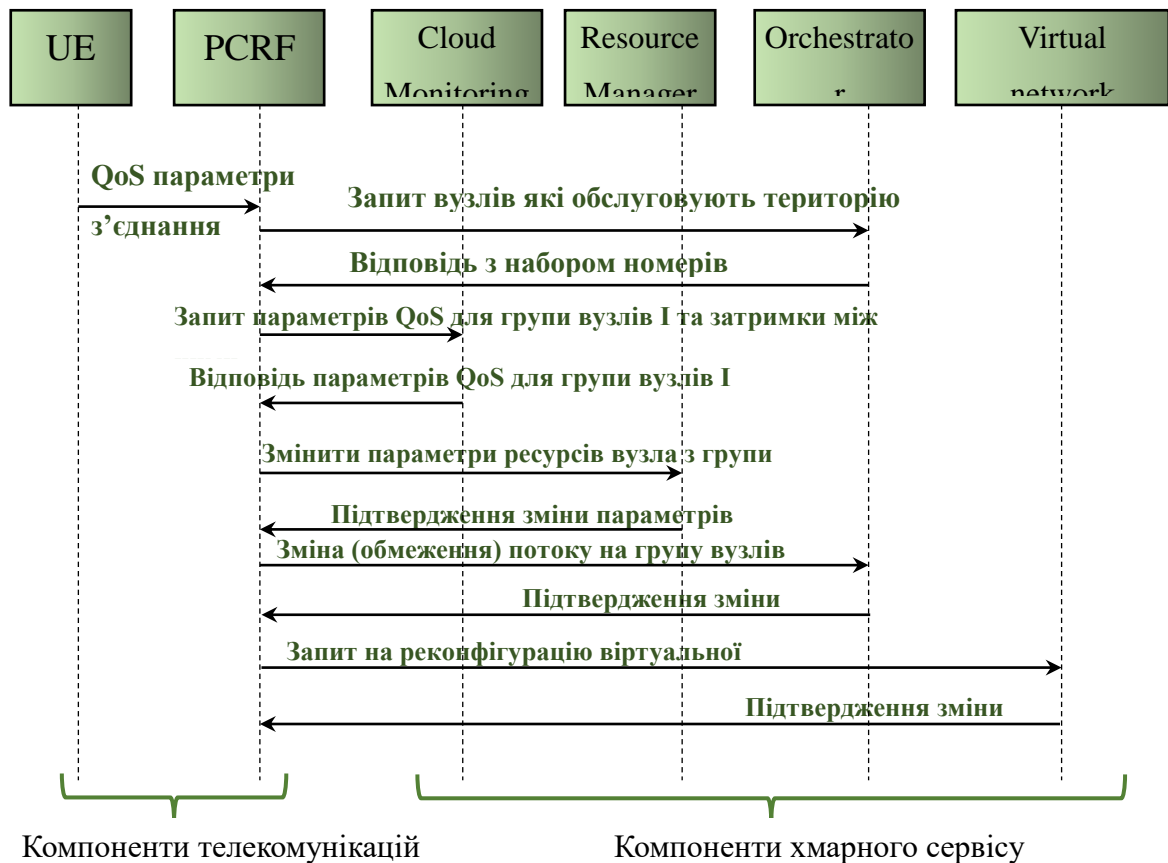 UE
PCRF
Cloud
Monitoring
Resource
Manager
Orchestrato
r
Virtual
network
QoS параметри
з’єднання
Запит вузлів які обслуговують територію
Відповідь з набором номерів
Запит параметрів QoS для групи вузлів I та затримки між
Відповідь параметрів QoS для групи вузлів I
Змінити параметри ресурсів вузла з групи
Підтвердження зміни параметрів
Зміна (обмеження) потоку на групу вузлів
Підтвердження зміни
Запит на реконфігурацію віртуальної
Підтвердження зміни
Компоненти телекомунікацій
Компоненти хмарного сервісу